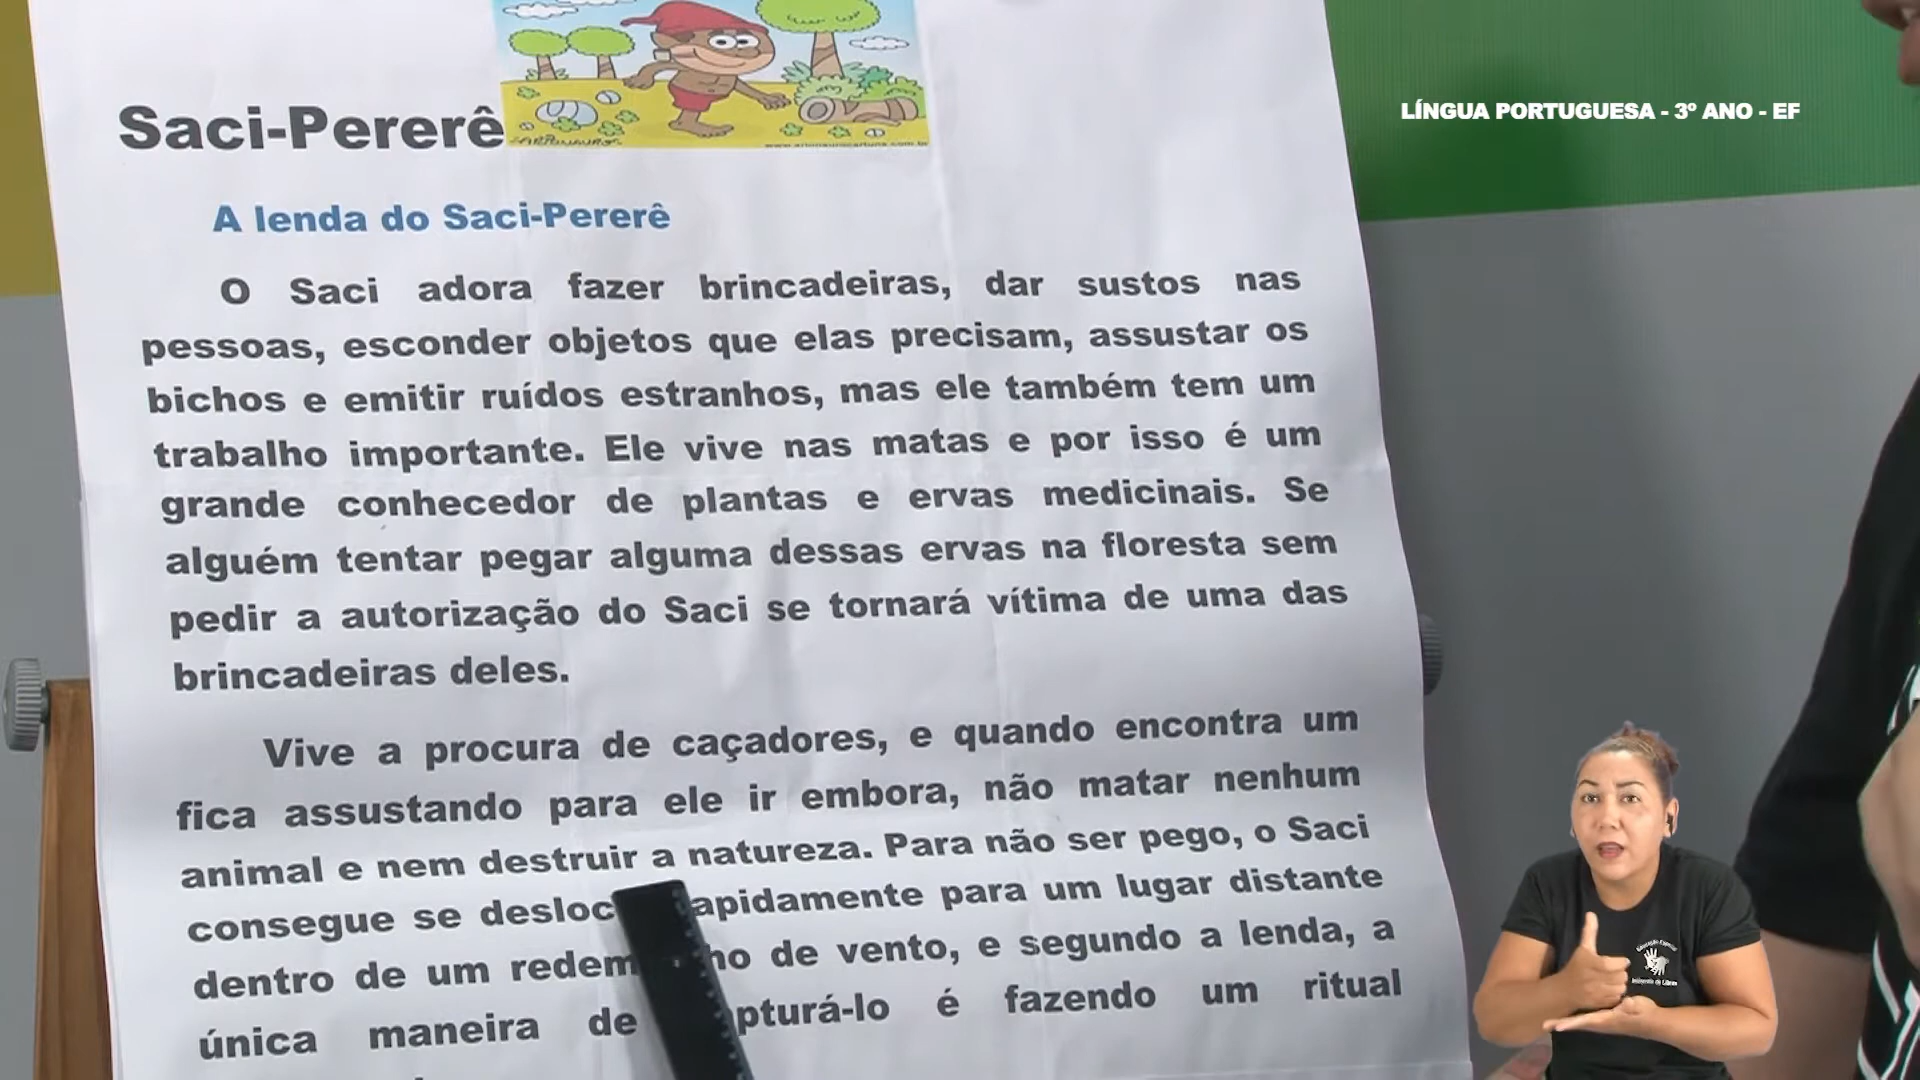 Saci-Pererê
LÍNGUA PORTUGUESA - 3º ANO - EF
A lenda do Saci-Pererê
O Saci adora fazer brincadeiras, dar sustos nas
pessoas, esconder objetos que elas precisam, assustar os
bichos e emitir ruídos estranhos, mas ele também tem um
trabalho importante. Ele vive nas matas e por isso é um
grande conhecedor de plantas e ervas medicinais. Se
alguém tentar pegar alguma dessas ervas na floresta sem
pedir a autorização do Saci se tornará vítima de uma das
brincadeiras deles.
Vive a procura de caçadores, e quando encontra um
fica assustando para ele ir embora, não matar nenhum
animal e nem destruir a natureza. Para não ser pego, o Saci
consegue se desloc apidamente para um lugar distante
dentro de um redem ho de vento, e segundo a lenda, a
única maneira de pturá-lo é fazendo um ritual